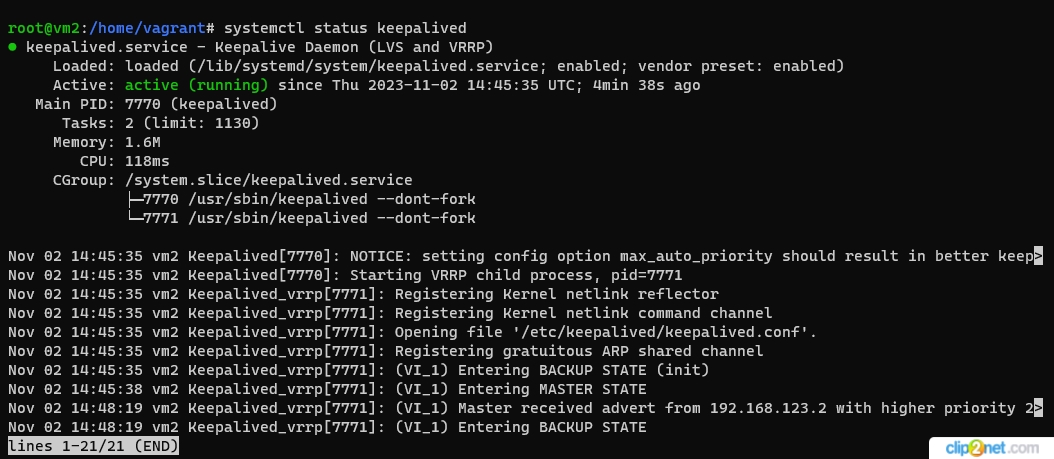 root@vm2:/home/vagrant# systemctl status keepalived
● keepalived.service - Keepalive Daemon (LVS and VRRP)
     Loaded: loaded (/lib/systemd/system/keepalived.service; enabled; vendor preset: enabled)
     Active: active (running) since Thu 2023-11-02 14:45:35 UTC; 4min 38s ago
   Main PID: 7770 (keepalived)
      Tasks: 2 (limit: 1130)
     Memory: 1.6M
        CPU: 118ms
     CGroup: /system.slice/keepalived.service
             ├─7770 /usr/sbin/keepalived --dont-fork
             └─7771 /usr/sbin/keepalived --dont-fork

Nov 02 14:45:35 vm2 Keepalived[7770]: NOTICE: setting config option max_auto_priority should result in better keep>
Nov 02 14:45:35 vm2 Keepalived[7770]: Starting VRRP child process, pid=7771
Nov 02 14:45:35 vm2 Keepalived_vrrp[7771]: Registering Kernel netlink reflector
Nov 02 14:45:35 vm2 Keepalived_vrrp[7771]: Registering Kernel netlink command channel
Nov 02 14:45:35 vm2 Keepalived_vrrp[7771]: Opening file '/etc/keepalived/keepalived.conf'.
Nov 02 14:45:35 vm2 Keepalived_vrrp[7771]: Registering gratuitous ARP shared channel
Nov 02 14:45:35 vm2 Keepalived_vrrp[7771]: (VI_1) Entering BACKUP STATE (init)
Nov 02 14:45:38 vm2 Keepalived_vrrp[7771]: (VI_1) Entering MASTER STATE
Nov 02 14:48:19 vm2 Keepalived_vrrp[7771]: (VI_1) Master received advert from 192.168.123.2 with higher priority 2>
Nov 02 14:48:19 vm2 Keepalived_vrrp[7771]: (VI_1) Entering BACKUP STATE
lines 1-21/21 (END)
clip2net.com